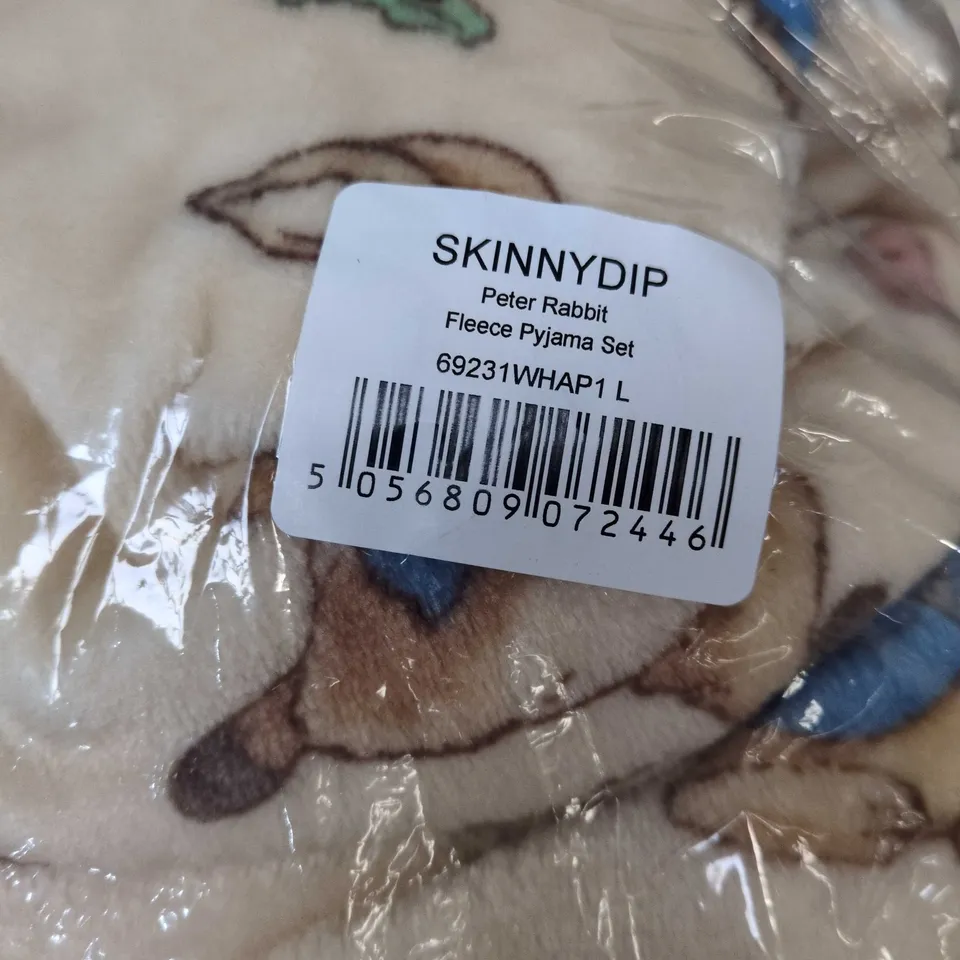 SKINNYDIP
Peter Rabbit
Fleece Pyjama Set
69231WHAP1 L
5 056809 072446